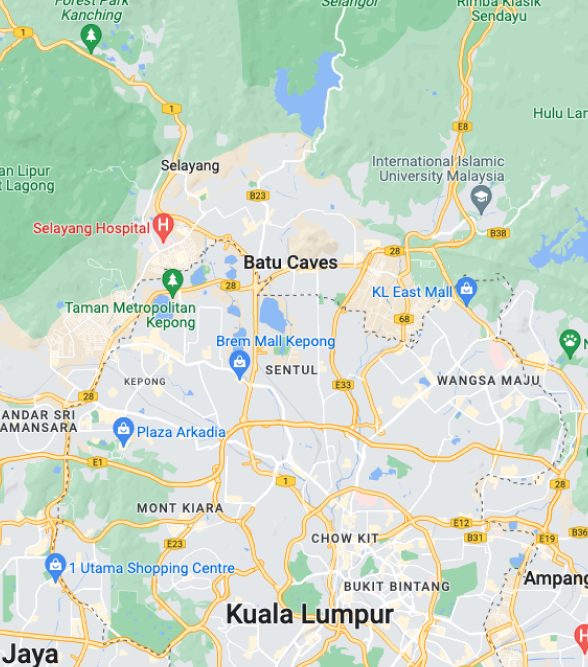 Forest Park
Kanching
Selangor
Rimba Klasik
Sendayu
1
1
E8
Hulu Lan
an Lipur
t Lagong
Selayang
International Islamic
University Malaysia
B23
Selayang Hospital
H
B38
28
Batu Caves
28
KL East Mall
Taman Metropolitan
Kepong
68
Brem Mall Kepong
N
SENTUL
KEPONG
E33
WANGSA MAJU
28
ANDAR SRI
AMANSARA
Plaza Arkadia
E1
1
28
MONT KIARA
E12
B31
E19
B36
CHOW KIT
E23
1 Utama Shopping Centre
BUKIT BINTANG
Ampang
Kuala Lumpur
H
Jaya